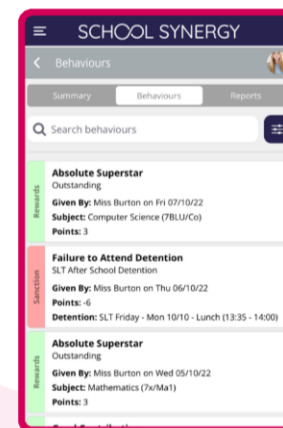 SCHOOL SYNERGY
Behaviours
Summary
Behaviours
Reports
Search behaviours
Rewards
Absolute Superstar
Outstanding
Given By: Miss Burton on Fri 07/10/22
Subject: Computer Science (7BLU/Co)
Points: 3
Sanction
Failure to Attend Detention
SLT After School Detention
Given By: Miss Burton on Thu 06/10/22
Points: -6
Detention: SLT Friday - Mon 10/10 - Lunch (13:35 - 14:00)
Rewards
Absolute Superstar
Outstanding
Given By: Miss Burton on Wed 05/10/22
Subject: Mathematics (7x/Ma1)
Points: 3